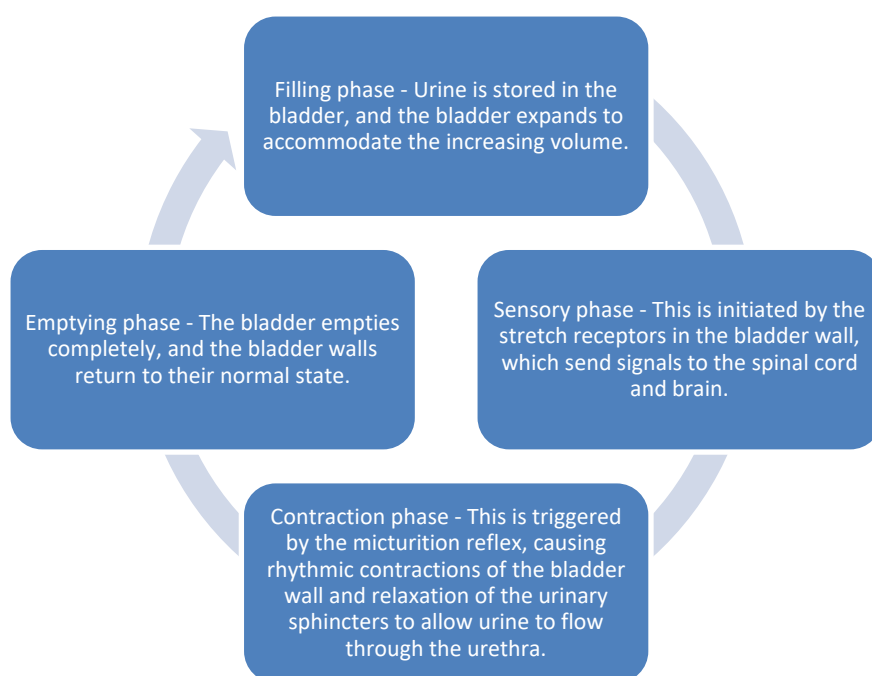 Filling phase - Urine is stored in the
bladder, and the bladder expands to
accommodate the increasing volume.
Sensory phase - This is initiated by the
stretch receptors in the bladder wall,
which send signals to the spinal cord
and brain.
Contraction phase - This is triggered
by the micturition reflex, causing
rhythmic contractions of the bladder
wall and relaxation of the urinary
sphincters to allow urine to flow
through the urethra.
Emptying phase - The bladder empties
completely, and the bladder walls
return to their normal state.